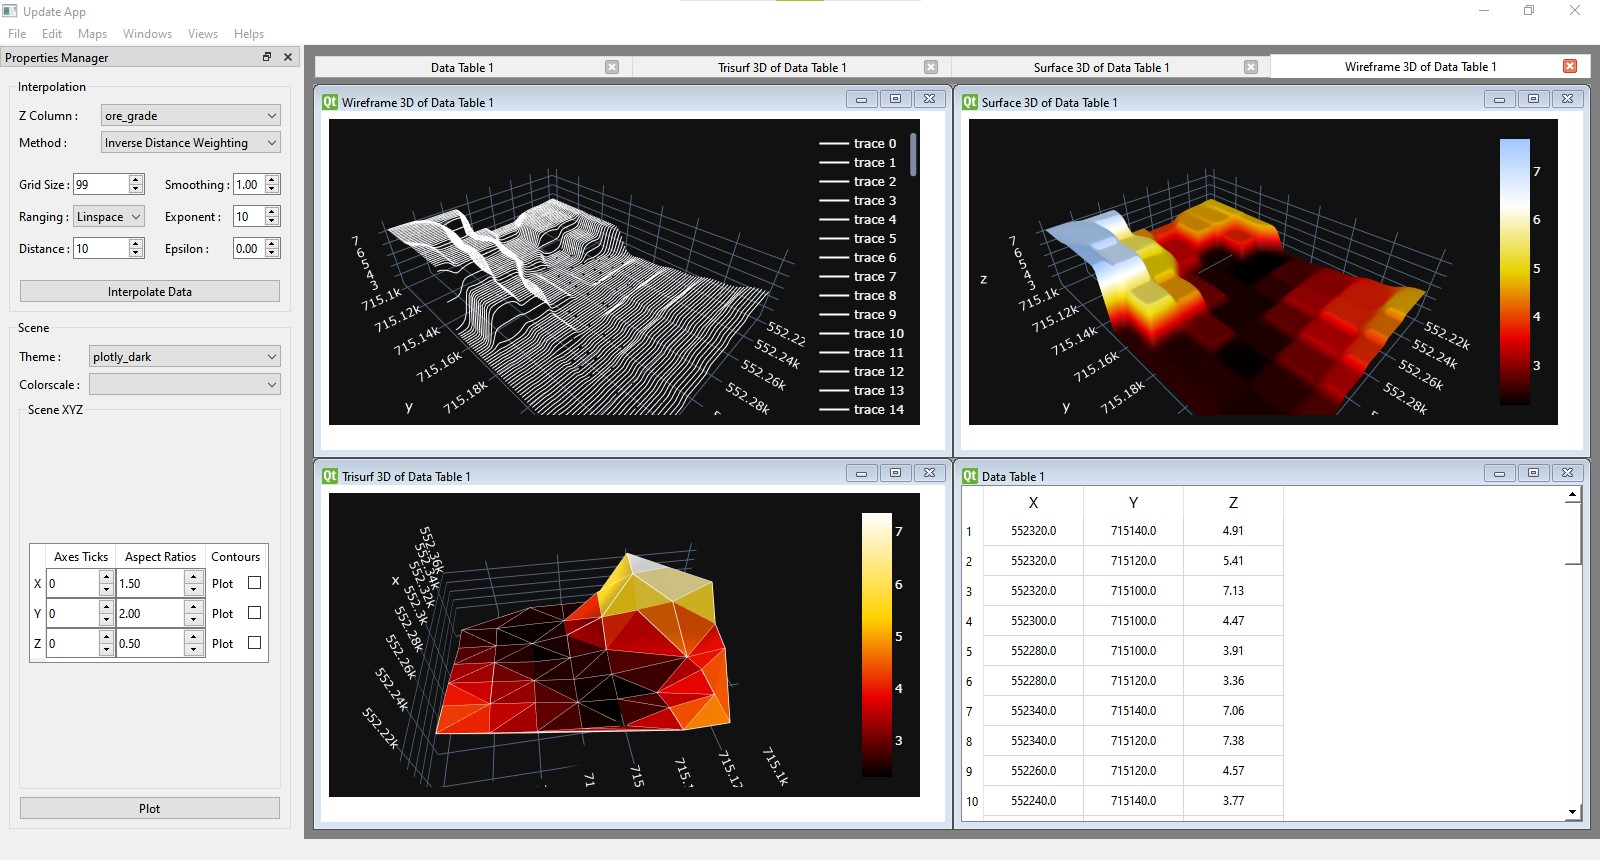 Update App
File Edit Maps Windows Views Helps
Properties Manager
Interpolation
Z Column : ore_grade
Method : Inverse Distance Weighting
Grid Size : 99 Smoothing : 1.00
Ranging : Linspace Exponent : 10
Distance : 10 Epsilon : 0.00
Interpolate Data
Scene
Theme : plotly_dark
Colorscale :
Scene XYZ
Axes Ticks Aspect Ratios Contours
X 0 1.50 Plot
Y 0 2.00 Plot
Z 0 0.50 Plot
Plot
Data Table 1 Trisurf 3D of Data Table 1 Surface 3D of Data Table 1 Wireframe 3D of Data Table 1
Qt Wireframe 3D of Data Table 1
trace 0
trace 1
trace 2
trace 3
trace 4
trace 5
trace 6
trace 7
trace 8
trace 9
trace 10
trace 11
trace 12
trace 13
trace 14
7
6
5
4
3
715.1k
715.12k
715.14k
715.16k
715.18k
y
552.22
552.24k
552.26k
552.28k
Qt Surface 3D of Data Table 1
z
7
6
5
4
3
715.1k
715.12k
715.14k
715.16k
715.18k
y
552.22k
552.24k
552.26k
552.28k
7
6
5
4
3
Qt Trisurf 3D of Data Table 1
x
552.36k
552.34k
552.32k
552.3k
552.28k
552.26k
552.24k
552.22k
71
715
715.
715.12
715.1k
7
6
5
4
3
Qt Data Table 1
X Y Z
1 552320.0 715140.0 4.91
2 552320.0 715120.0 5.41
3 552320.0 715100.0 7.13
4 552300.0 715100.0 4.47
5 552280.0 715100.0 3.91
6 552280.0 715120.0 3.36
7 552340.0 715140.0 7.06
8 552340.0 715120.0 7.38
9 552260.0 715120.0 4.57
10 552240.0 715140.0 3.77